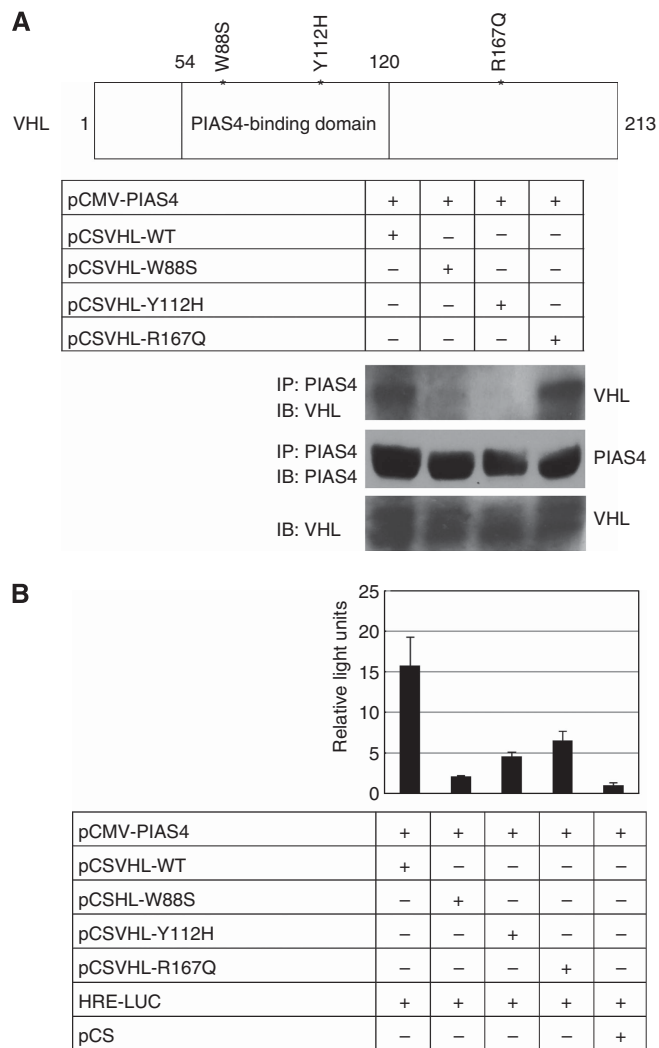 A
54 W88S Y112H 120 R167Q
* * *
VHL 1 PIAS4-binding domain 213
pCMV-PIAS4 + + + +
pCSVHL-WT + – – –
pCSVHL-W88S – + – –
pCSVHL-Y112H – – + –
pCSVHL-R167Q – – – +
IP: PIAS4
IB: VHL
VHL
IP: PIAS4
IB: PIAS4
PIAS4
IB: VHL
VHL
B
Relative light units
25
20
15
10
5
0
pCMV-PIAS4 + + + + +
pCSVHL-WT + – – – –
pCSHL-W88S – + – – –
pCSVHL-Y112H – – + – –
pCSVHL-R167Q – – – + –
HRE-LUC + + + + +
pCS – – – – +